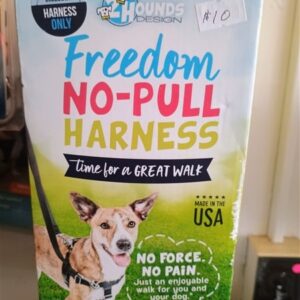 2HOUNDS
DESIGN
HARNESS
ONLY
#10
Freedom
NO-PULL
HARNESS
time for a GREAT WALK
MADE IN THE
USA
NO FORCE.
NO PAIN.
Just an enjoyable
walk for you and
your dog.